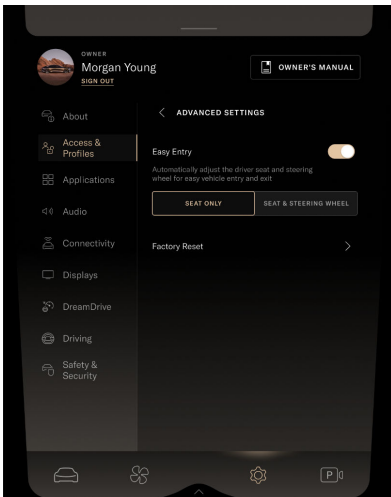 OWNER
Morgan Young
SIGN OUT
OWNER'S MANUAL
About
Access &
Profiles
Applications
Audio
Connectivity
Displays
DreamDrive
Driving
Safety &
Security
ADVANCED SETTINGS
Easy Entry
Automatically adjust the driver seat and steering
wheel for easy vehicle entry and exit
SEAT ONLY
SEAT & STEERING WHEEL
Factory Reset
P